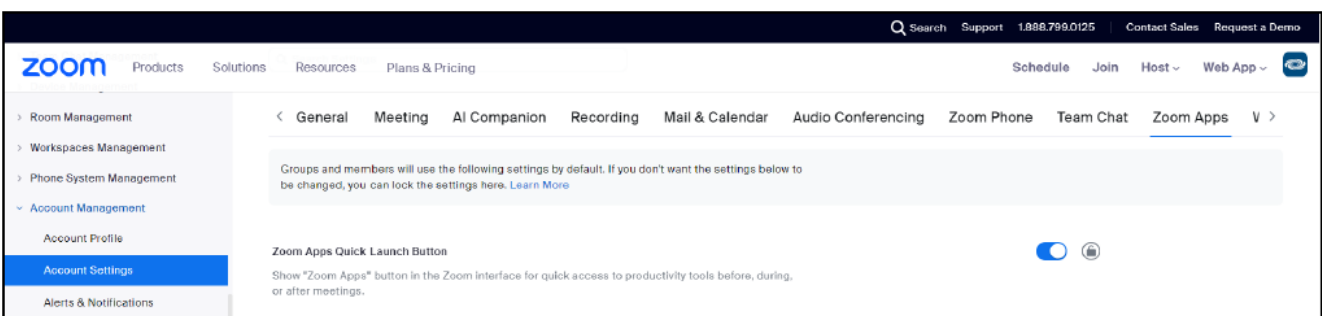 Search Support 1.888.799.0125 Contact Sales Request a Demo
zoom Products Solutions Resources Plans & Pricing Schedule Join Host Web App
Room Management
Workspaces Management
Phone System Management
Account Management
Account Profile
Account Settings
Alerts & Notifications
General Meeting AI Companion Recording Mail & Calendar Audio Conferencing Zoom Phone Team Chat Zoom Apps
Groups and members will use the following settings by default. If you don't want the settings below to
be changed, you can lock the settings here. Learn More
Zoom Apps Quick Launch Button
Show "Zoom Apps" button in the Zoom interface for quick access to productivity tools before, during,
or after meetings.